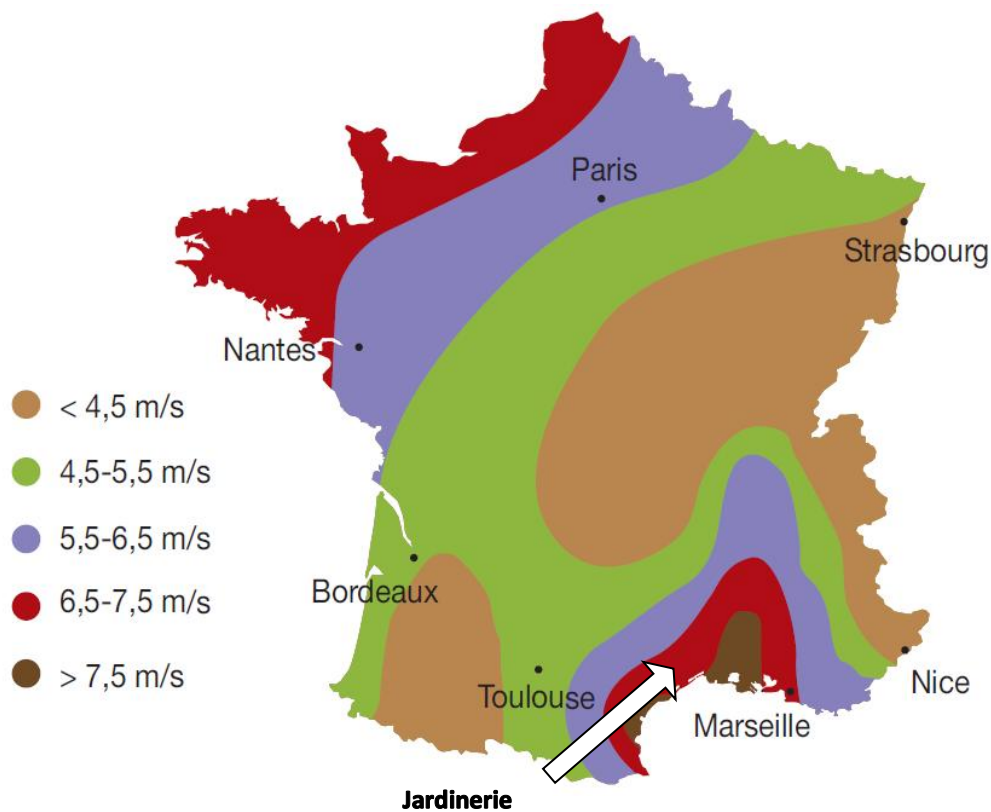 Paris
Strasbourg
Nantes
< 4,5 m/s
4,5-5,5 m/s
5,5-6,5 m/s
6,5-7,5 m/s
> 7,5 m/s
Bordeaux
Toulouse
Nice
Marseille
Jardinerie